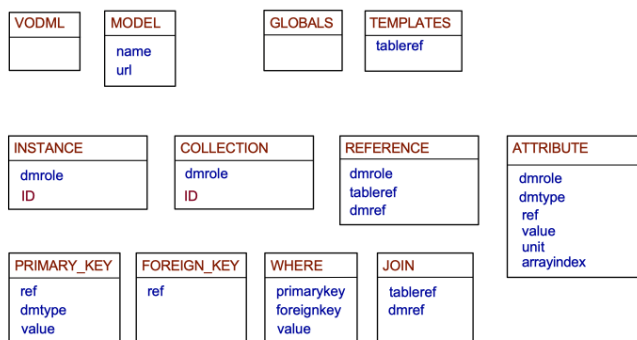 VODML
MODEL
name
url
GLOBALS
TEMPLATES
tableref
INSTANCE
dmrole
ID
COLLECTION
dmrole
ID
REFERENCE
dmrole
tableref
dmref
ATTRIBUTE
dmrole
dmtype
ref
value
unit
arrayindex
PRIMARY_KEY
ref
dmtype
value
FOREIGN_KEY
ref
WHERE
primarykey
foreignkey
value
JOIN
tableref
dmref